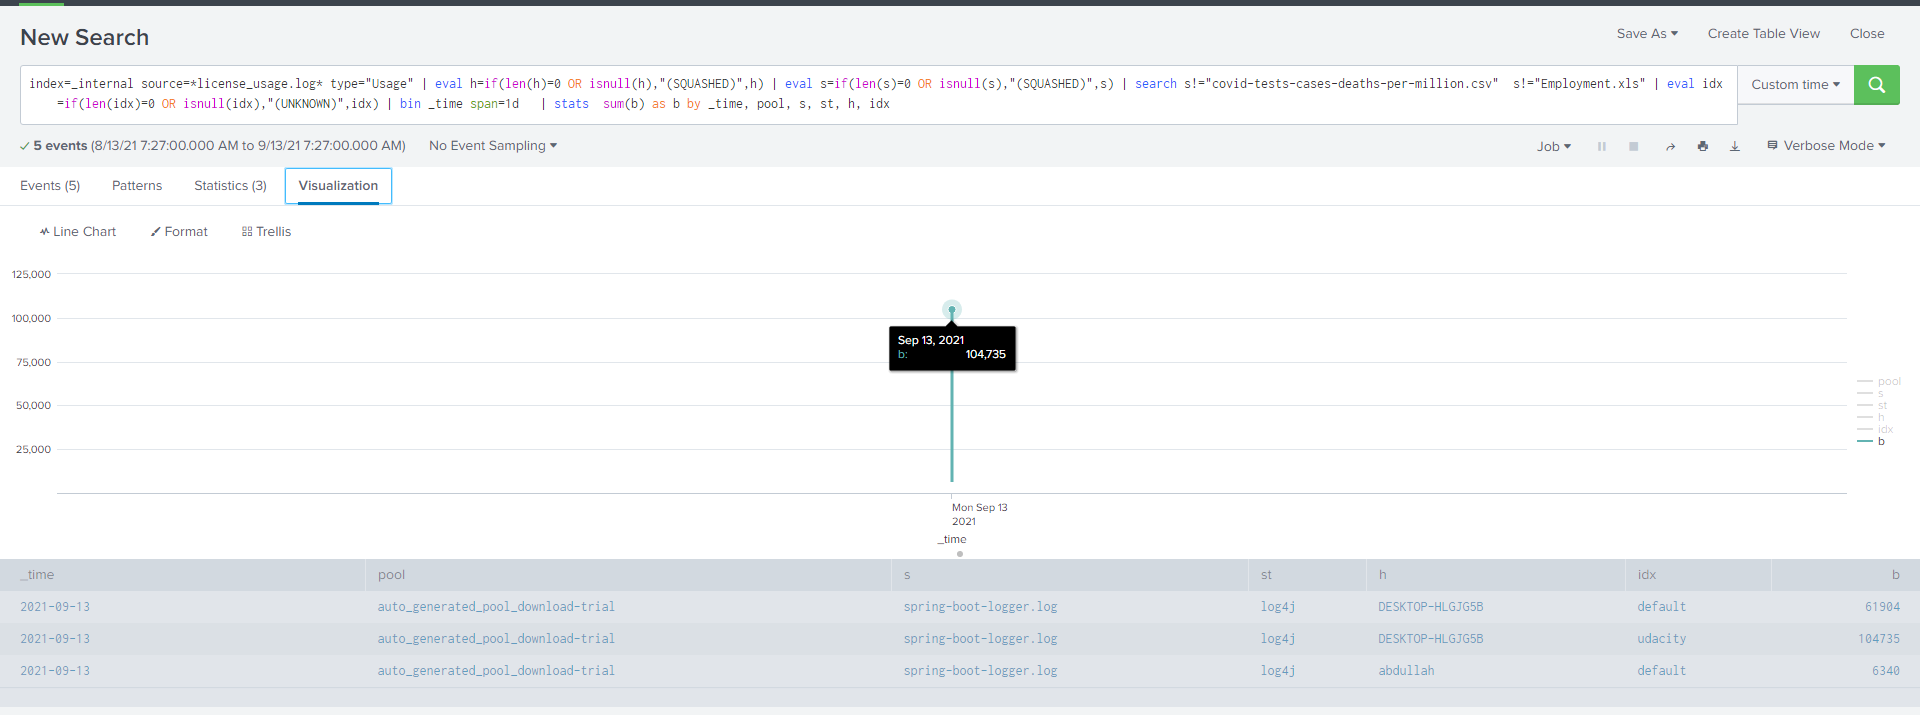 New Search
Save As
Create Table View
Close
index=_internal source=*license_usage.log* type="Usage" | eval h=if(len(h)=0 OR isnull(h),"(SQUASHED)",h) | eval s=if(len(s)=0 OR isnull(s),"(SQUASHED)",s) | search s!="covid-tests-cases-deaths-per-million.csv" s!="Employment.xls" | eval idx
=if(len(idx)=0 OR isnull(idx),"(UNKNOWN)",idx) | bin _time span=1d | stats sum(b) as b by _time, pool, s, st, h, idx
Custom time
5 events (8/13/21 7:27:00.000 AM to 9/13/21 7:27:00.000 AM)
No Event Sampling
Job
Verbose Mode
Events (5)
Patterns
Statistics (3)
Visualization
Line Chart
Format
Trellis
125,000
100,000
75,000
50,000
25,000
Sep 13, 2021
b: 104,735
pool
s
st
h
idx
b
Mon Sep 13
2021
_time
_time pool s st h idx b
2021-09-13 auto_generated_pool_download-trial spring-boot-logger.log log4j DESKTOP-HLGJG5B default 61904
2021-09-13 auto_generated_pool_download-trial spring-boot-logger.log log4j DESKTOP-HLGJG5B udacity 104735
2021-09-13 auto_generated_pool_download-trial spring-boot-logger.log log4j abdullah default 6340